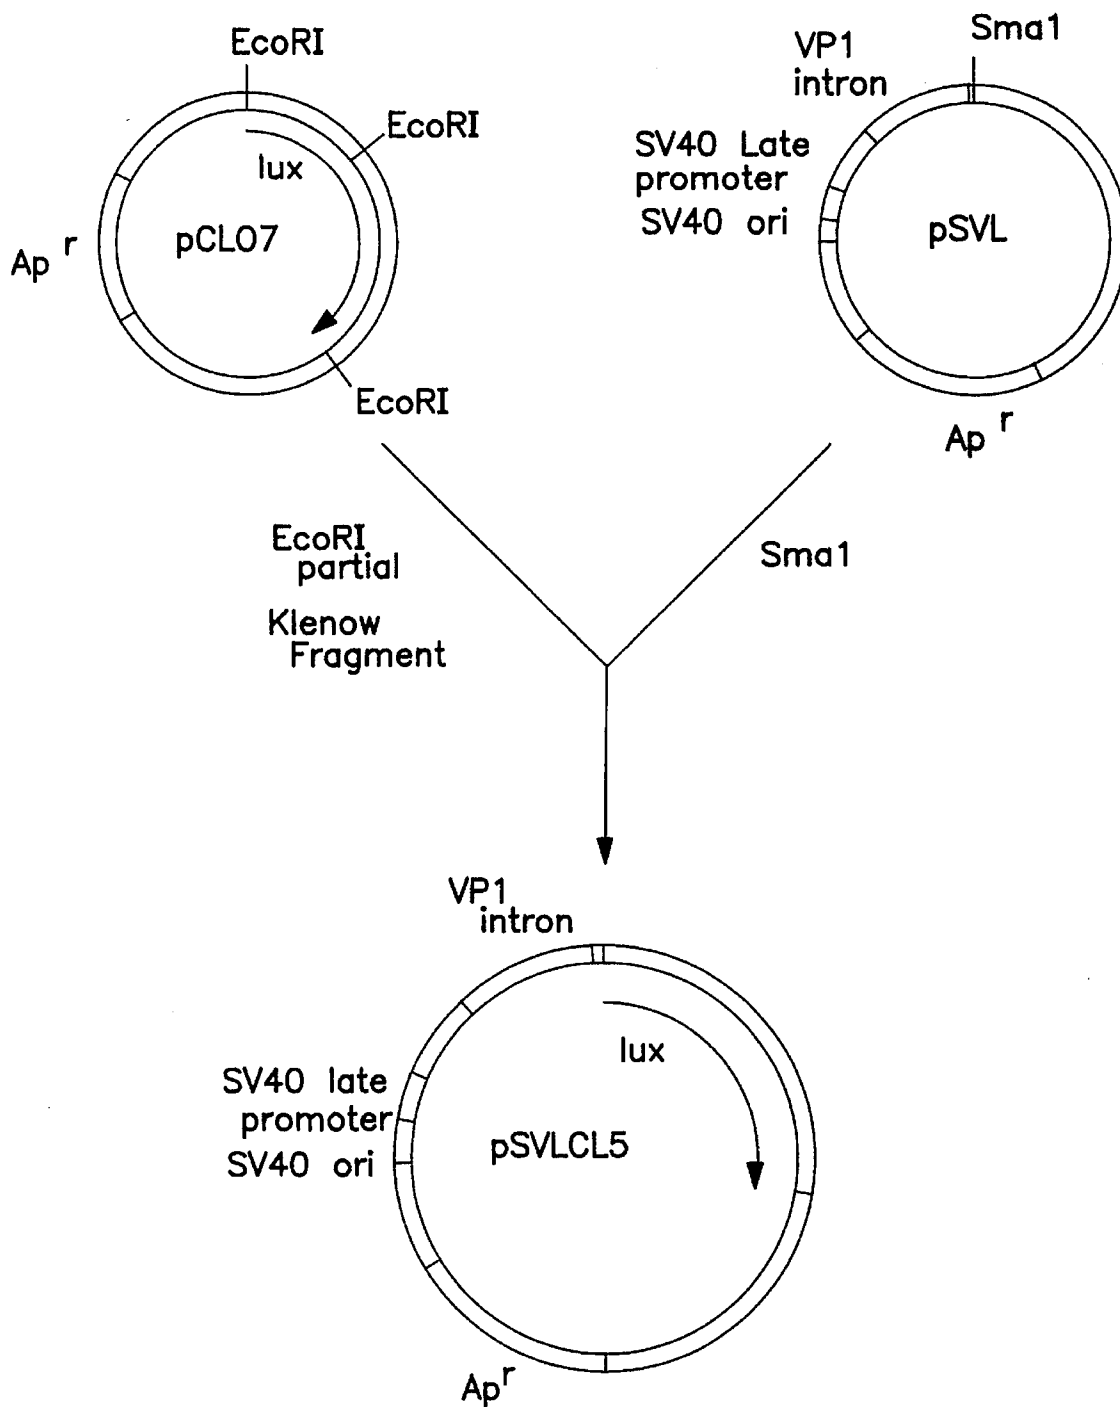 EcoRI
EcoRI
lux
pCLO7
Ap r
EcoRI
VP1
intron
Sma1
SV40 Late
promoter
SV40 ori
pSVL
Ap r
EcoRI
partial
Klenow
Fragment
Sma1
VP1
intron
lux
SV40 late
promoter
SV40 ori
pSVLCL5
Ap r